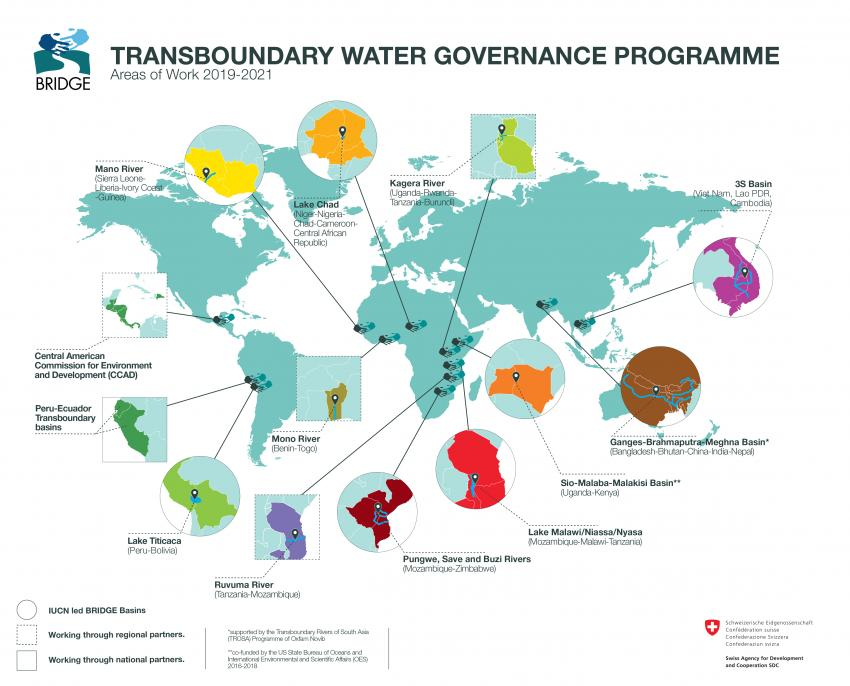 TRANSBOUNDARY WATER GOVERNANCE PROGRAMME
Areas of Work 2019-2021
BRIDGE
Mano River
(Sierra Leone-
Liberia-Ivory Coast
-Guinea)
Lake Chad
(Niger-Nigeria-
Chad-Cameroon-
Central African
Republic)
Kagera River
(Uganda-Rwanda-
Tanzania-Burundi)
3S Basin
(Viet Nam, Lao PDR,
Cambodia)
Central American
Commission for Environment
and Development (CCAD)
Peru-Ecuador
Transboundary
basins
Mono River
(Benin-Togo)
Ganges-Brahmaputra-Meghna Basin*
(Bangladesh-Bhutan-China-India-Nepal)
Sio-Malaba-Malakisi Basin**
(Uganda-Kenya)
Lake Titicaca
(Peru-Bolivia)
Lake Malawi/Niassa/Nyasa
(Mozambique-Malawi-Tanzania)
Pungwe, Save and Buzi Rivers
(Mozambique-Zimbabwe)
Ruvuma River
(Tanzania-Mozambique)
IUCN led BRIDGE Basins
Working through regional partners.
Working through national partners.
*supported by the Transboundary Rivers of South Asia
(TROSA) Programme of Oxfam Novib
**co-funded by the US State Bureau of Oceans and
International Environmental and Scientific Affairs (OES)
2016-2018
Schweizerische Eidgenossenschaft
Confédération suisse
Confederazione Svizzera
Confederaziun svizra
Swiss Agency for Development
and Cooperation SDC